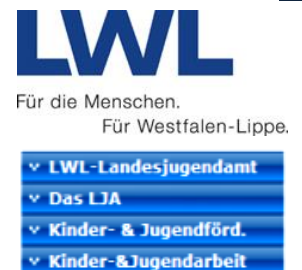 LWL
Für die Menschen.
Für Westfalen-Lippe.
LWL-Landesjugendamt
Das LJA
Kinder- & Jugendförd.
Kinder-&Jugendarbeit